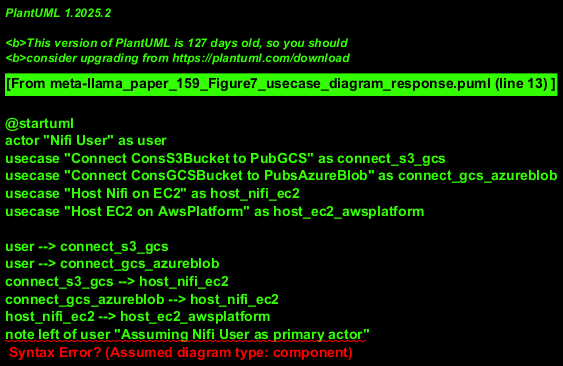 PlantUML 1.2025.2
<b>This version of PlantUML is 127 days old, so you should
<b>consider upgrading from https://plantuml.com/download
[From meta-llama_paper_159_Figure7_usecase_diagram_response.puml (line 13) ]
@startuml
actor "Nifi User" as user
usecase "Connect ConsS3Bucket to PubGCS" as connect_s3_gcs
usecase "Connect ConsGCSBucket to PubsAzureBlob" as connect_gcs_azureblob
usecase "Host Nifi on EC2" as host_nifi_ec2
usecase "Host EC2 on AwsPlatform" as host_ec2_awsplatform
user --> connect_s3_gcs
user --> connect_gcs_azureblob
connect_s3_gcs --> host_nifi_ec2
connect_gcs_azureblob --> host_nifi_ec2
host_nifi_ec2 --> host_ec2_awsplatform
note left of user "Assuming Nifi User as primary actor"
Syntax Error? (Assumed diagram type: component)